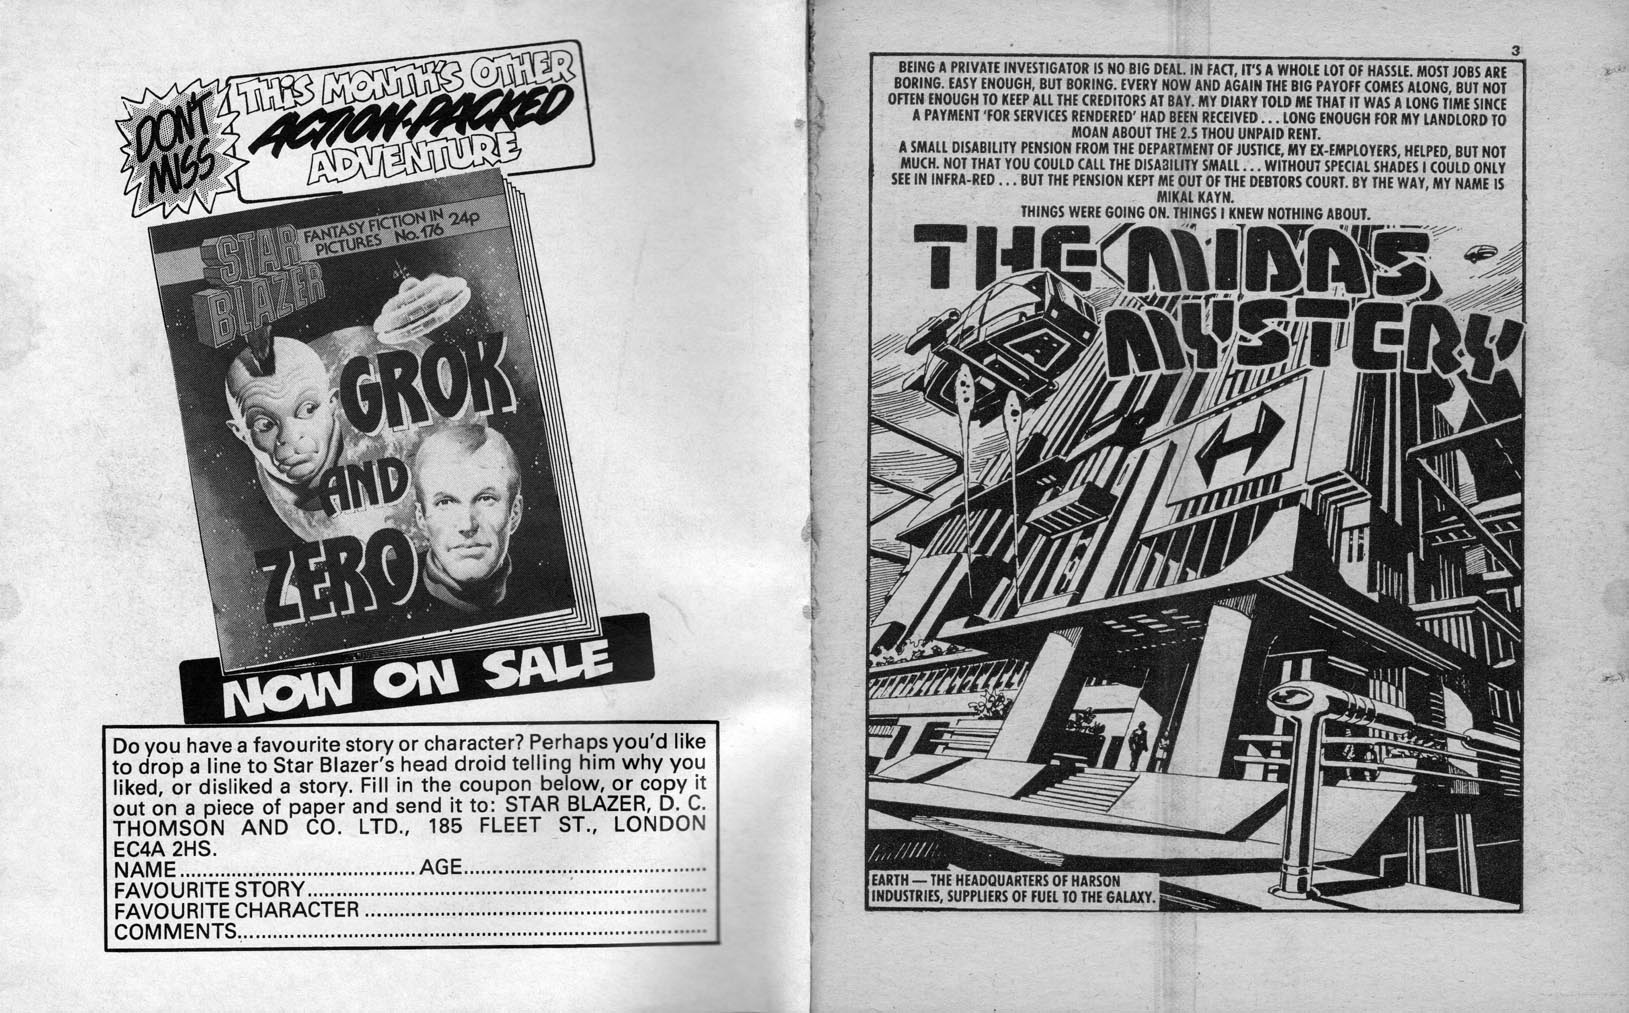 DON'T
MISS
THIS MONTH'S OTHER
ACTION-PACKED
ADVENTURE
STAR
BLAZER
FANTASY FICTION IN
PICTURES No. 176 24p
GROK
AND
ZERO
NOW ON SALE
Do you have a favourite story or character? Perhaps you'd like
to drop a line to Star Blazer's head droid telling him why you
liked, or disliked a story. Fill in the coupon below, or copy it
out on a piece of paper and send it to: STAR BLAZER, D. C.
THOMSON AND CO. LTD., 185 FLEET ST., LONDON
EC4A 2HS.
NAME ........................................ AGE..........................................
FAVOURITE STORY......................................................................
FAVOURITE CHARACTER ...........................................................
COMMENTS..................................................................................
3
BEING A PRIVATE INVESTIGATOR IS NO BIG DEAL. IN FACT, IT'S A WHOLE LOT OF HASSLE. MOST JOBS ARE
BORING. EASY ENOUGH, BUT BORING. EVERY NOW AND AGAIN THE BIG PAYOFF COMES ALONG, BUT NOT
OFTEN ENOUGH TO KEEP ALL THE CREDITORS AT BAY. MY DIARY TOLD ME THAT IT WAS A LONG TIME SINCE
A PAYMENT 'FOR SERVICES RENDERED' HAD BEEN RECEIVED . . . LONG ENOUGH FOR MY LANDLORD TO
MOAN ABOUT THE 2.5 THOU UNPAID RENT.
A SMALL DISABILITY PENSION FROM THE DEPARTMENT OF JUSTICE, MY EX-EMPLOYERS, HELPED, BUT NOT
MUCH. NOT THAT YOU COULD CALL THE DISABILITY SMALL . . . WITHOUT SPECIAL SHADES I COULD ONLY
SEE IN INFRA-RED . . . BUT THE PENSION KEPT ME OUT OF THE DEBTORS COURT. BY THE WAY, MY NAME IS
MIKAL KAYN.
THINGS WERE GOING ON. THINGS I KNEW NOTHING ABOUT.
THE MIDAS
MYSTERY
EARTH — THE HEADQUARTERS OF HARSON
INDUSTRIES, SUPPLIERS OF FUEL TO THE GALAXY.